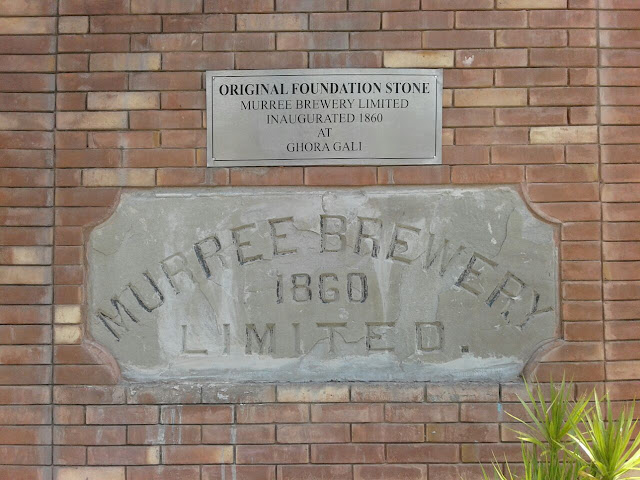 ORIGINAL FOUNDATION STONE
MURREE BREWERY LIMITED
INAUGURATED 1860
AT
GHORA GALI
MURREE BREWERY
1860
LIMITED.